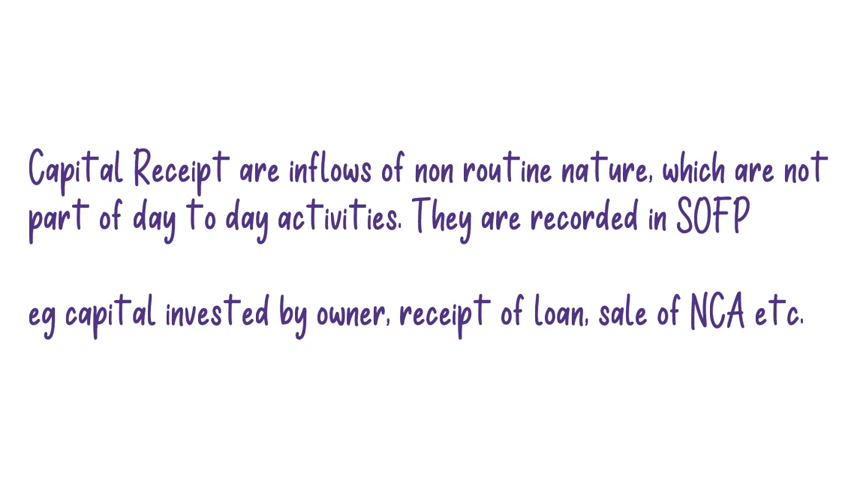 Capital Receipt are inflows of non routine nature, which are not
part of day to day activities. They are recorded in SOFP
eg capital invested by owner, receipt of loan, sale of NCA etc.